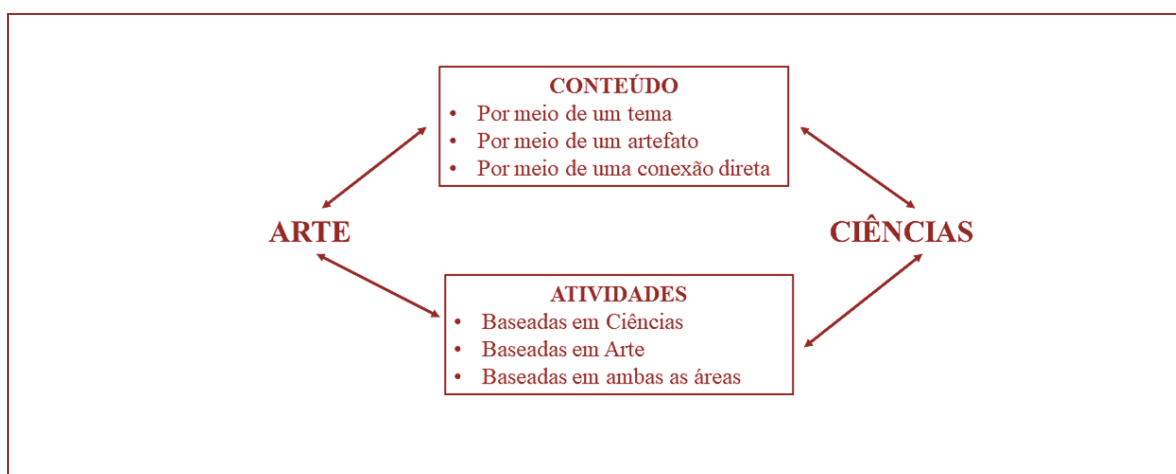 CONTEÚDO
• Por meio de um tema
• Por meio de um artefato
• Por meio de uma conexão direta
ARTE
CIÊNCIAS
ATIVIDADES
• Baseadas em Ciências
• Baseadas em Arte
• Baseadas em ambas as áreas